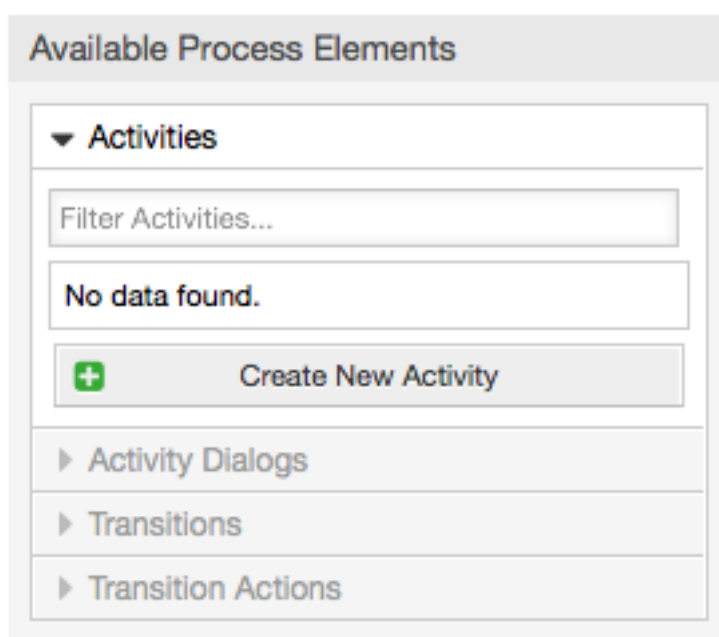 Available Process Elements
Activities
Filter Activities...
No data found.
Create New Activity
Activity Dialogs
Transitions
Transition Actions